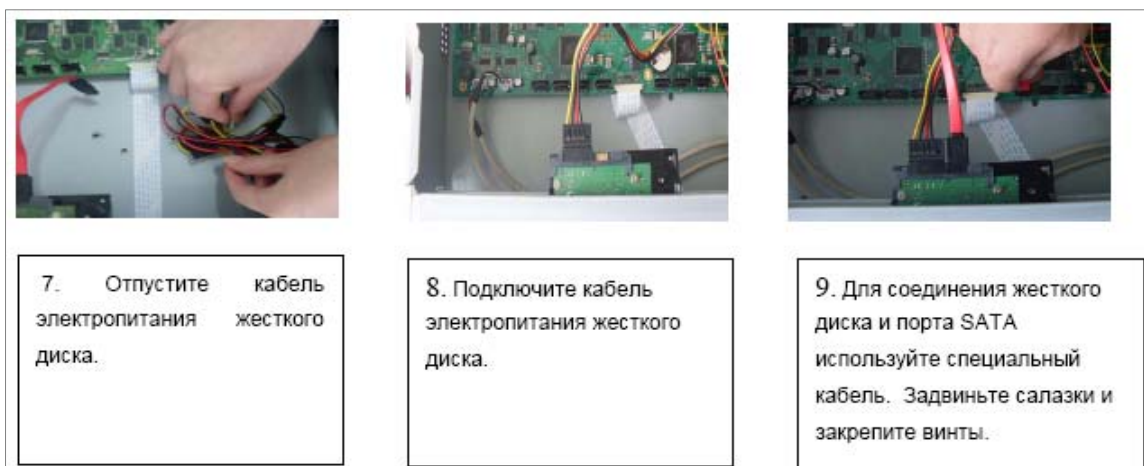 7. Отпустите кабель
электропитания жесткого
диска.
8. Подключите кабель
электропитания жесткого
диска.
9. Для соединения жесткого
диска и порта SATA
используйте специальный
кабель. Задвиньте салазки и
закрепите винты.